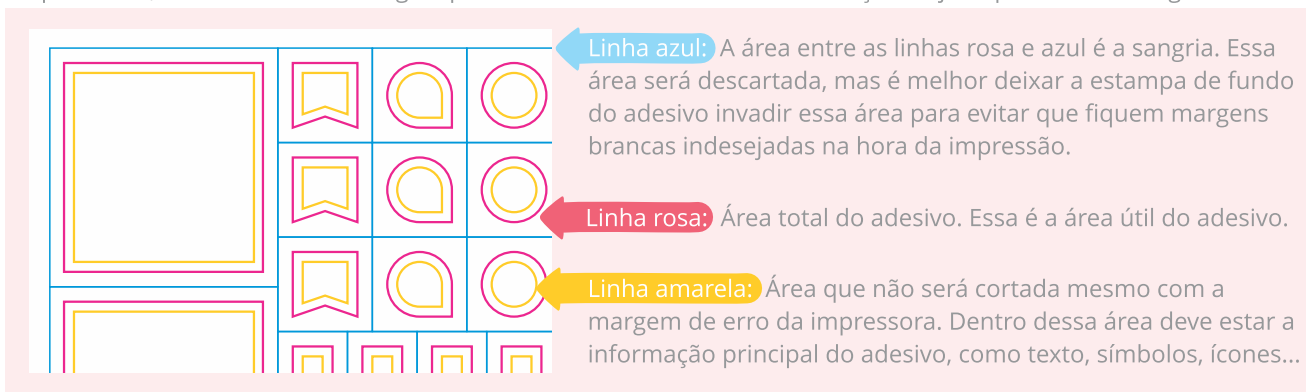 Linha azul: A área entre as linhas rosa e azul é a sangria. Essa
área será descartada, mas é melhor deixar a estampa de fundo
do adesivo invadir essa área para evitar que fiquem margens
brancas indesejadas na hora da impressão.
Linha rosa: Área total do adesivo. Essa é a área útil do adesivo.
Linha amarela: Área que não será cortada mesmo com a
margem de erro da impressora. Dentro dessa área deve estar a
informação principal do adesivo, como texto, símbolos, ícones...